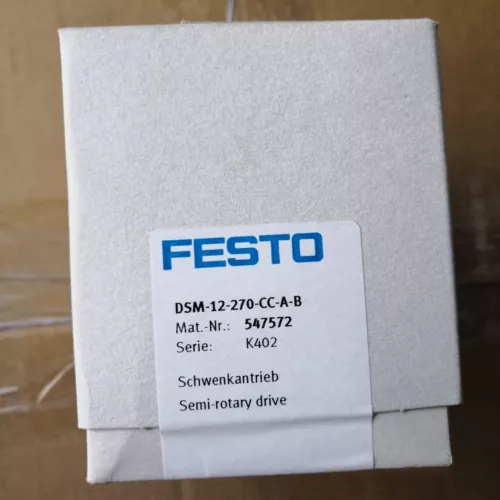 FESTO
DSM-12-270-CC-A-B
Mat.-Nr.: 547572
Serie: K402
Schwenkantrieb
Semi-rotary drive